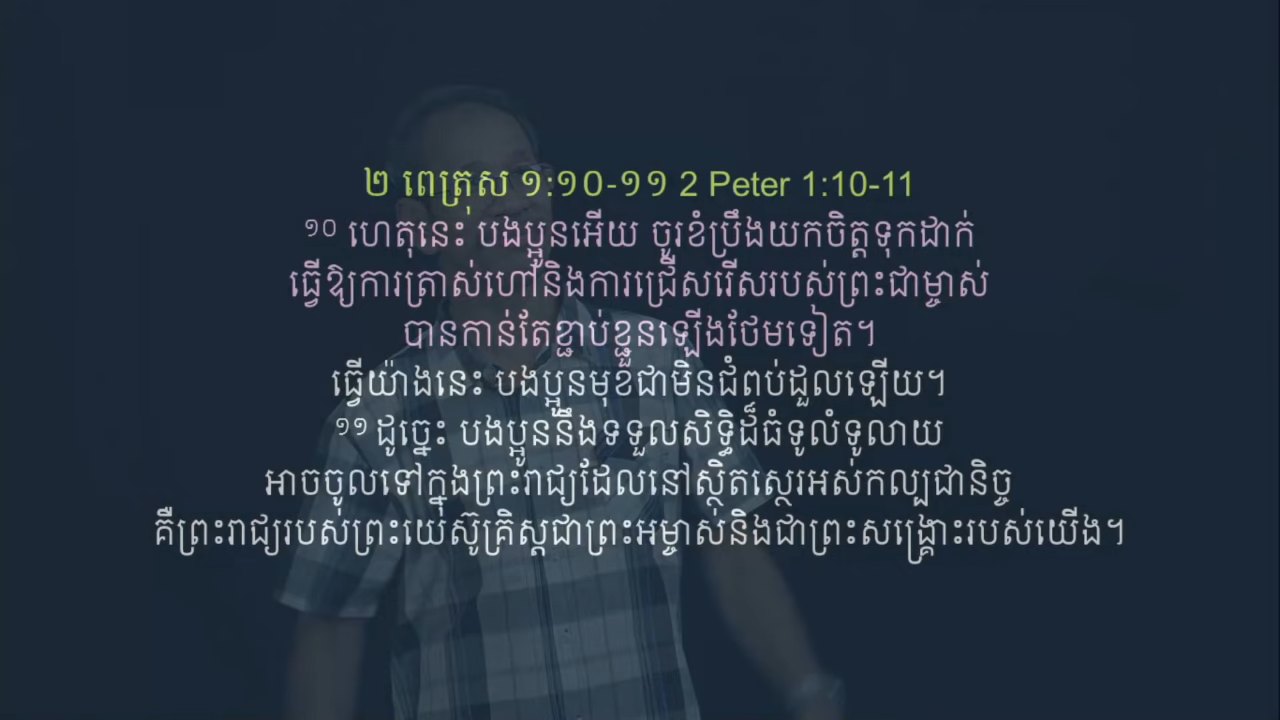 ២ ពេត្រុស ១:១០-១១ 2 Peter 1:10-11
¹⁰ ហេតុនេះ បងប្អូនអើយ ចូរខំប្រឹងយកចិត្តទុកដាក់
ធ្វើឱ្យការត្រាស់ហៅនិងការជ្រើសរើសរបស់ព្រះជាម្ចាស់
បានកាន់តែខ្ជាប់ខ្ជួនឡើងថែមទៀត។
ធ្វើយ៉ាងនេះ បងប្អូនមុខជាមិនជំពប់ដួលឡើយ។
¹¹ ដូច្នេះ បងប្អូននឹងទទួលសិទ្ធិដ៏ធំទូលំទូលាយ
អាចចូលទៅក្នុងព្រះរាជ្យដែលនៅស្ថិតស្ថេរអស់កល្បជានិច្ច
គឺព្រះរាជ្យរបស់ព្រះយេស៊ូគ្រិស្តជាព្រះអម្ចាស់និងជាព្រះសង្គ្រោះរបស់យើង។